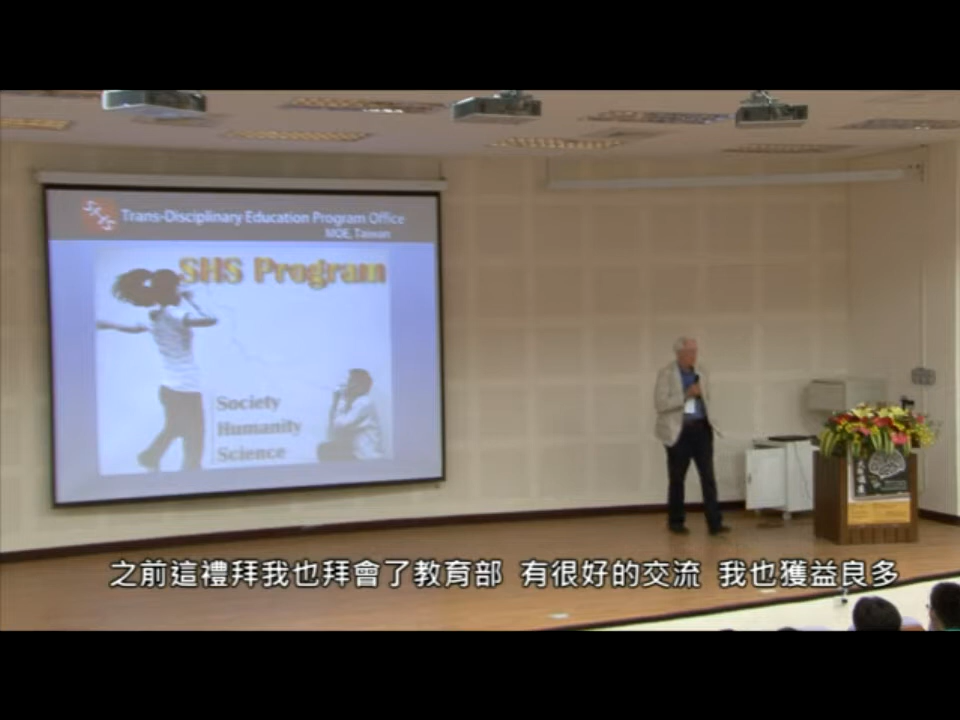 SHS
Trans-Disciplinary Education Program Office
MOE, Taiwan
SHS Program
Society
Humanity
Science
之前這禮拜我也拜會了教育部 有很好的交流 我也獲益良多